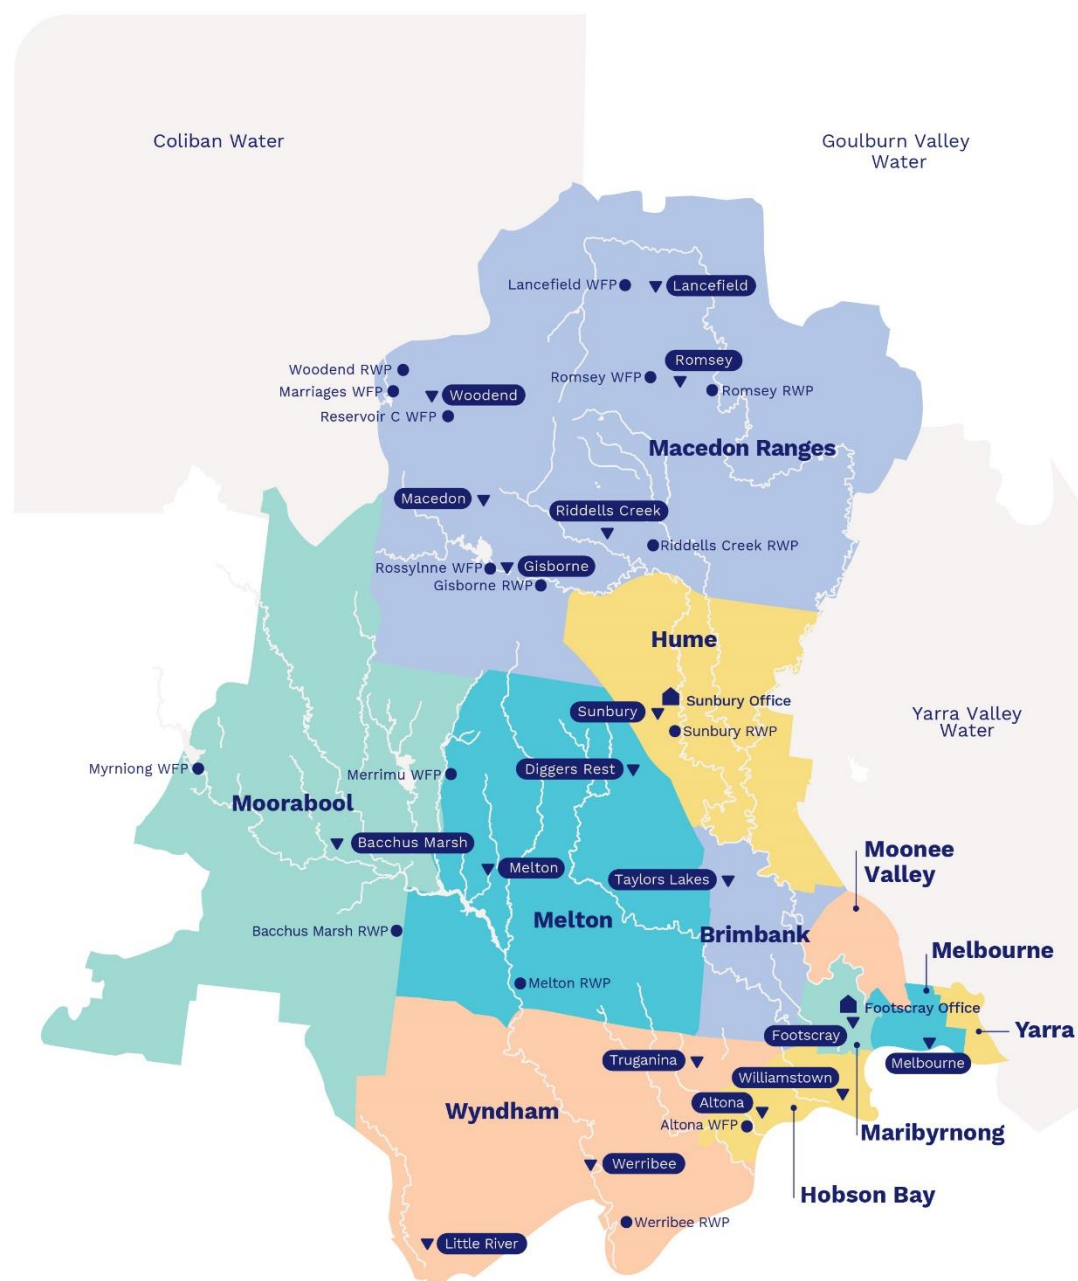 Coliban Water
Goulburn Valley
Water
Lancefield WFP
Lancefield
Romsey
Woodend RWP
Romsey WFP
Marriages WFP
Romsey RWP
Woodend
Reservoir C WFP
Macedon Ranges
Macedon
Riddells Creek
Riddells Creek RWP
Rossylnne WFP
Gisborne
Gisborne RWP
Hume
Sunbury Office
Sunbury
Yarra Valley
Water
Sunbury RWP
Myrniong WFP
Merrimu WFP
Diggers Rest
Moorabool
Bacchus Marsh
Moonee
Valley
Melton
Taylors Lakes
Melton
Bacchus Marsh RWP
Brimbank
Melbourne
Melton RWP
Footscray Office
Yarra
Footscray
Truganina
Melbourne
Williamstown
Wyndham
Altona
Altona WFP
Maribyrnong
Werribee
Hobson Bay
Werribee RWP
Little River